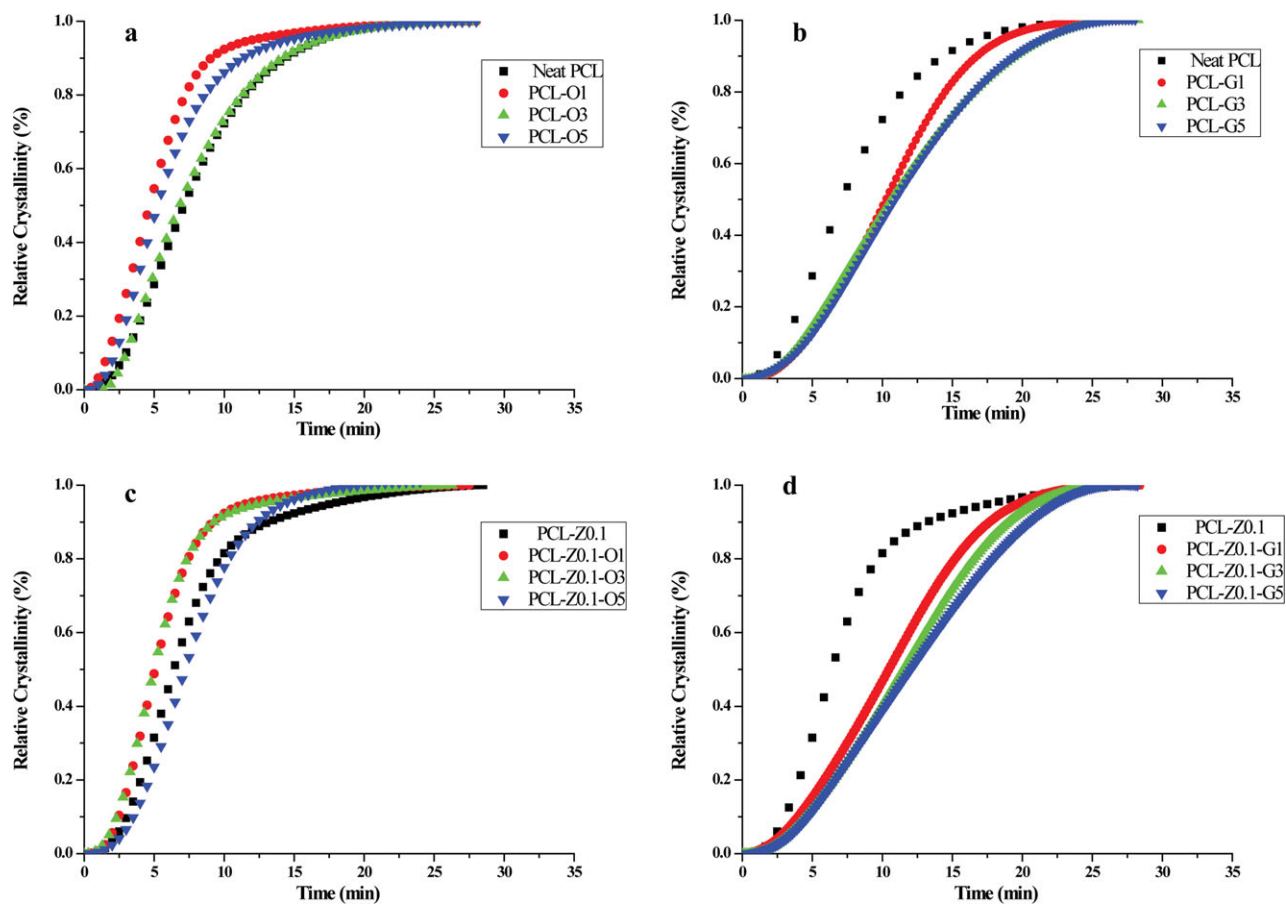 a
1.0
0.8
0.6
0.4
0.2
0.0
Relative Crystallinity (%)
Neat PCL
PCL-O1
PCL-O3
PCL-O5
0 5 10 15 20 25 30 35
Time (min)
b
1.0
0.8
0.6
0.4
0.2
0.0
Relative Crystallinity (%)
Neat PCL
PCL-G1
PCL-G3
PCL-G5
0 5 10 15 20 25 30 35
Time (min)
c
1.0
0.8
0.6
0.4
0.2
0.0
Relative Crystallinity (%)
PCL-Z0.1
PCL-Z0.1-O1
PCL-Z0.1-O3
PCL-Z0.1-O5
0 5 10 15 20 25 30 35
Time (min)
d
1.0
0.8
0.6
0.4
0.2
0.0
Relative Crystallinity (%)
PCL-Z0.1
PCL-Z0.1-G1
PCL-Z0.1-G3
PCL-Z0.1-G5
0 5 10 15 20 25 30 35
Time (min)